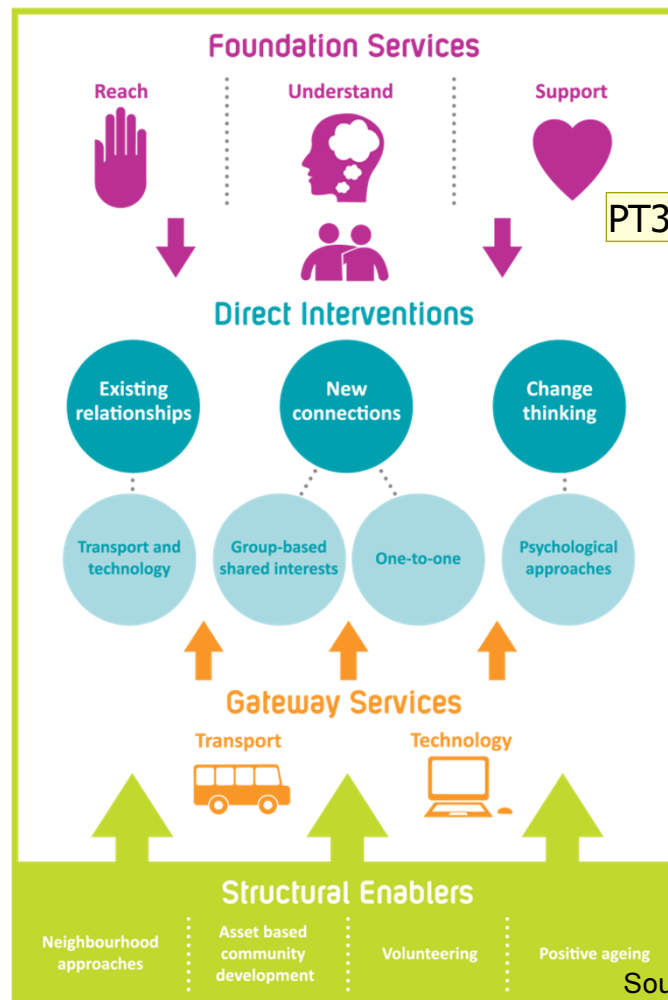 Foundation Services
Reach
Understand
Support
PT3
Direct Interventions
Existing
relationships
New
connections
Change
thinking
Transport and
technology
Group-based
shared interests
One-to-one
Psychological
approaches
Gateway Services
Transport
Technology
Structural Enablers
Neighbourhood
approaches
Asset based
community
development
Volunteering
Positive ageing
Sou